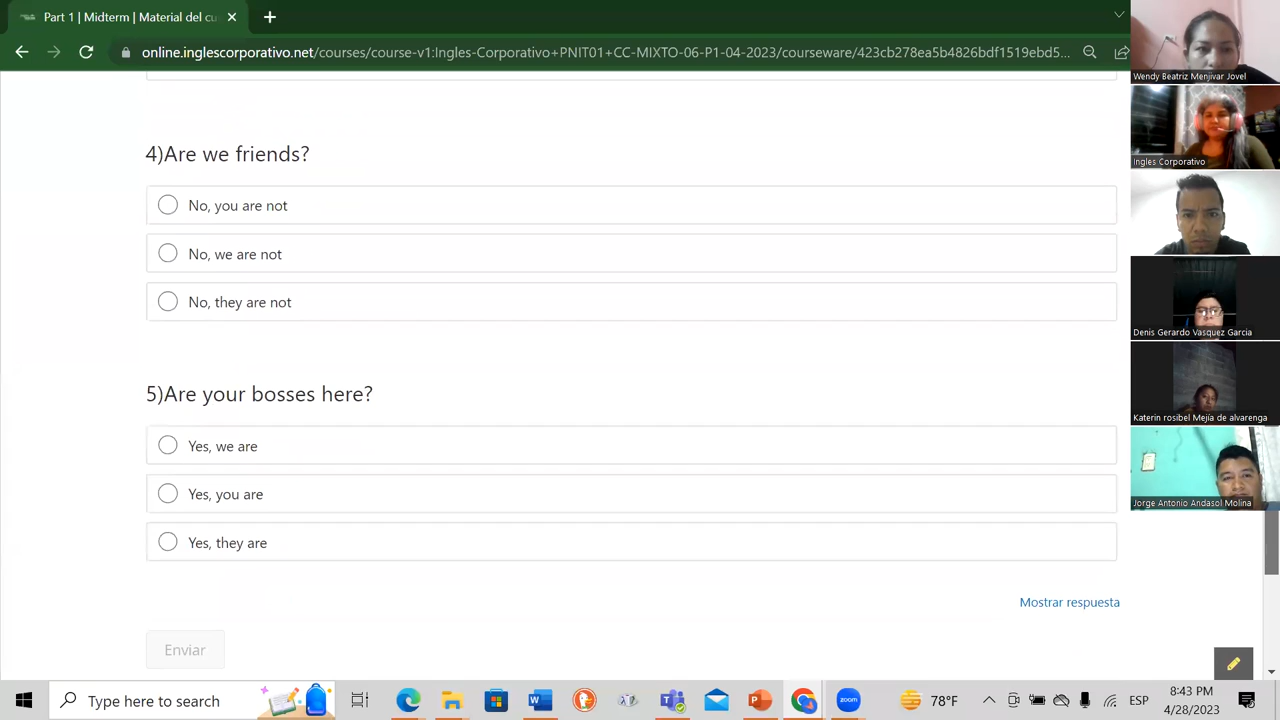 Part 1 | Midterm | Material del cu
online.inglescorporativo.net/courses/course-v1:Ingles-Corporativo+PNIT01+CC-MIXTO-06-P1-04-2023/courseware/423cb278ea5b4826bdf1519ebd5...
4)Are we friends?
No, you are not
No, we are not
No, they are not
5)Are your bosses here?
Yes, we are
Yes, you are
Yes, they are
Mostrar respuesta
Enviar
Wendy Beatriz Menjivar Jovel
Ingles Corporativo
Denis Gerardo Vasquez Garcia
Katerin rosibel Mejía de alvarenga
Jorge Antonio Andasol Molina
Type here to search
zoom
78°F
ESP
8:43 PM
4/28/2023